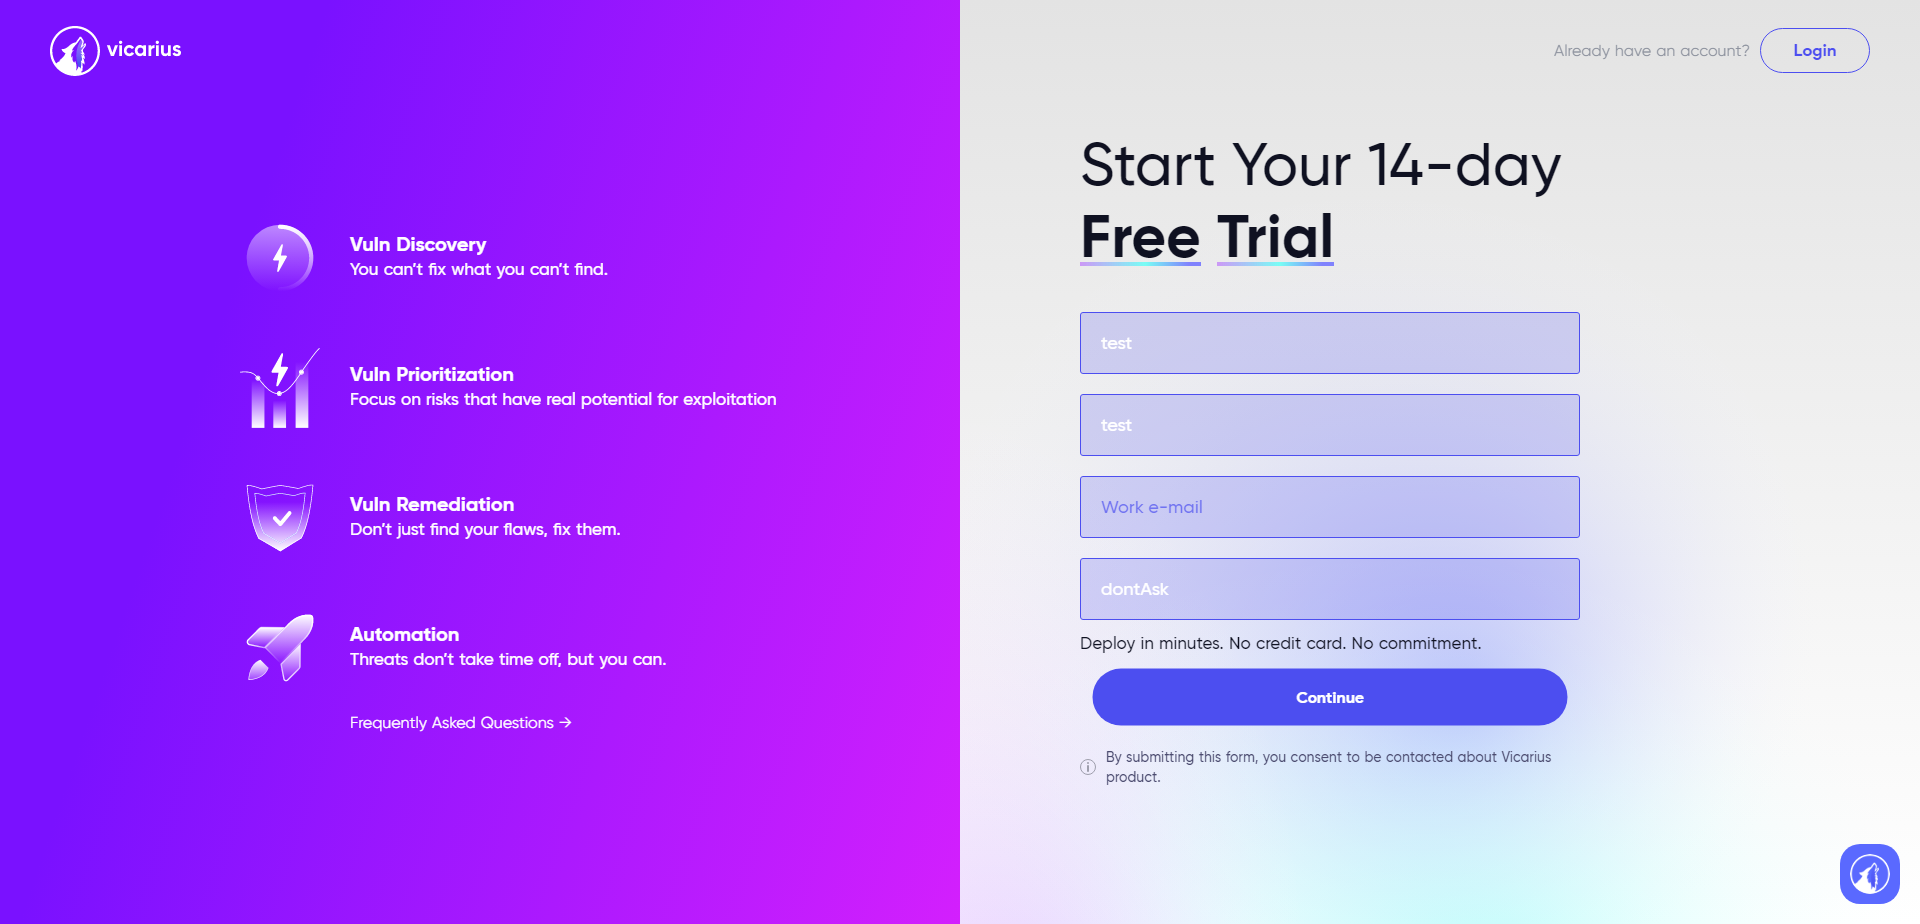 vicarius
Vuln Discovery
You can't fix what you can't find.
Vuln Prioritization
Focus on risks that have real potential for exploitation
Vuln Remediation
Don't just find your flaws, fix them.
Automation
Threats don't take time off, but you can.
Frequently Asked Questions →
Already have an account?
Login
Start Your 14-day
Free Trial
test
test
Work e-mail
dontAsk
Deploy in minutes. No credit card. No commitment.
Continue
By submitting this form, you consent to be contacted about Vicarius
product.